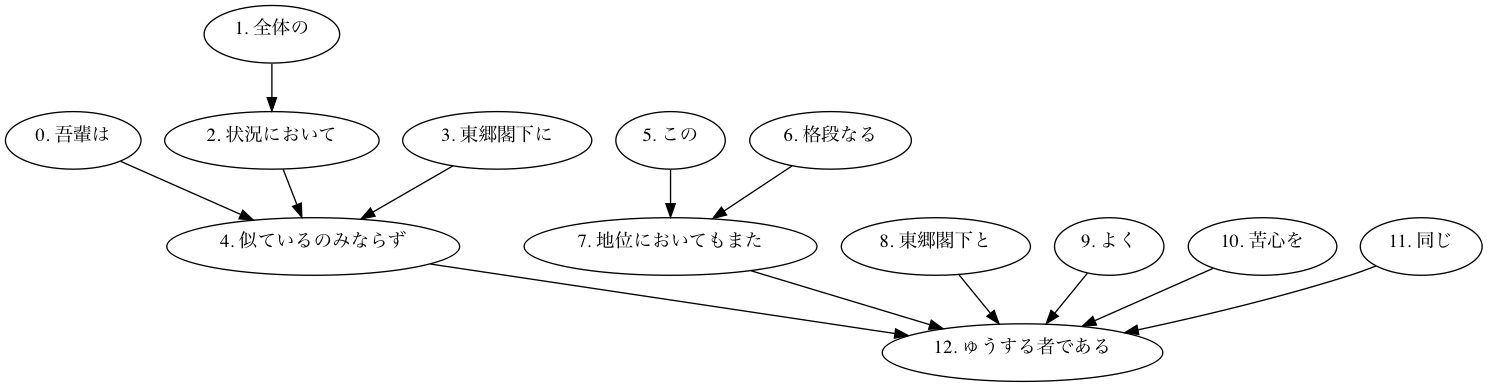 1. 全体の
0. 吾輩は
2. 状況において
3. 東郷閣下に
5. この
6. 格段なる
4. 似ているのみならず
7. 地位においてもまた
8. 東郷閣下と
9. よく
10. 苦心を
11. 同じ
12. ゅうする者である